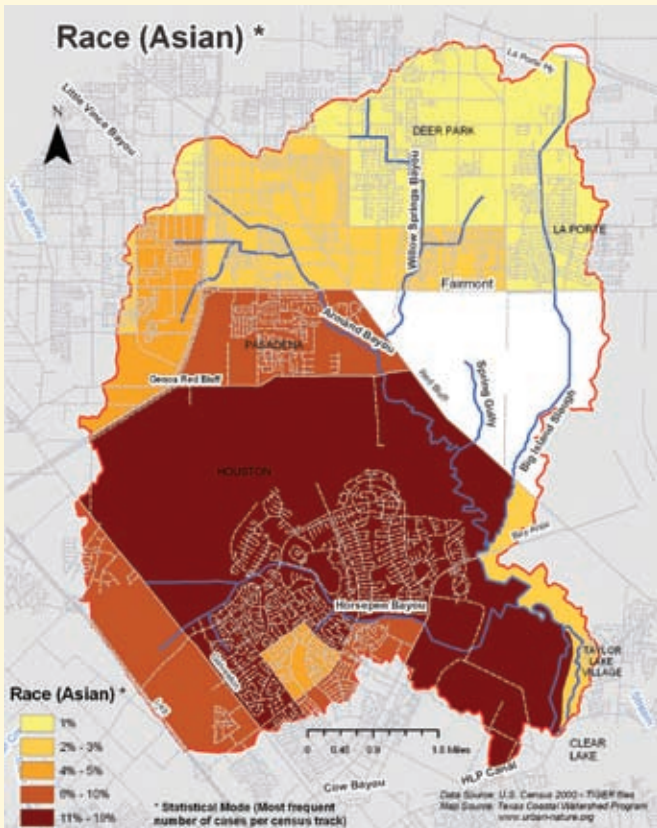 Race (Asian) *
La Porte Hy
Little Vince Bayou
N
DEER PARK
Vince Bayou
Willow Springs Bayou
LA PORTE
Fairmont
Armand Bayou
PASADENA
Genoa Red Bluff
Red Bluff
Spring Gully
Big Island Slough
HOUSTON
Bay Area
Horsepen Bayou
TAYLOR
LAKE
VILLAGE
Race (Asian) *
1%
2% - 3%
4% - 5%
6% - 10%
11% - 19%
CLEAR
LAKE
HLP Canal
Cow Bayou
* Statistical Mode (Most frequent
number of cases per census track)
Data Source: U.S. Census 2000 - TIGER files
Map Source: Texas Coastal Watershed Program
www.urban-nature.org